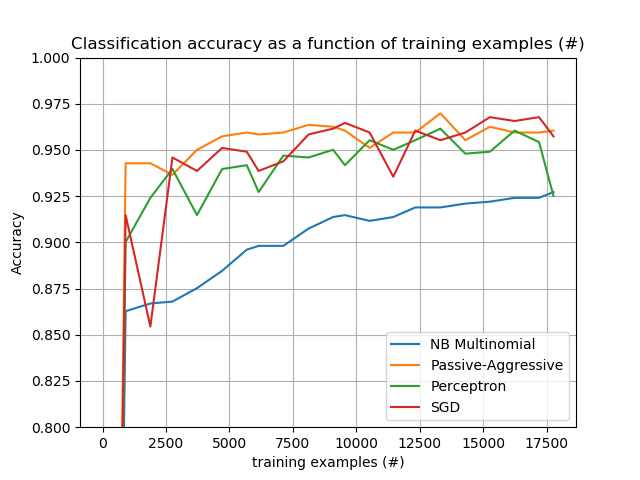 Classification accuracy as a function of training examples (#)
1.000
0.975
0.950
0.925
0.900
0.875
0.850
0.825
0.800
Accuracy
NB Multinomial
Passive-Aggressive
Perceptron
SGD
0 2500 5000 7500 10000 12500 15000 17500
training examples (#)